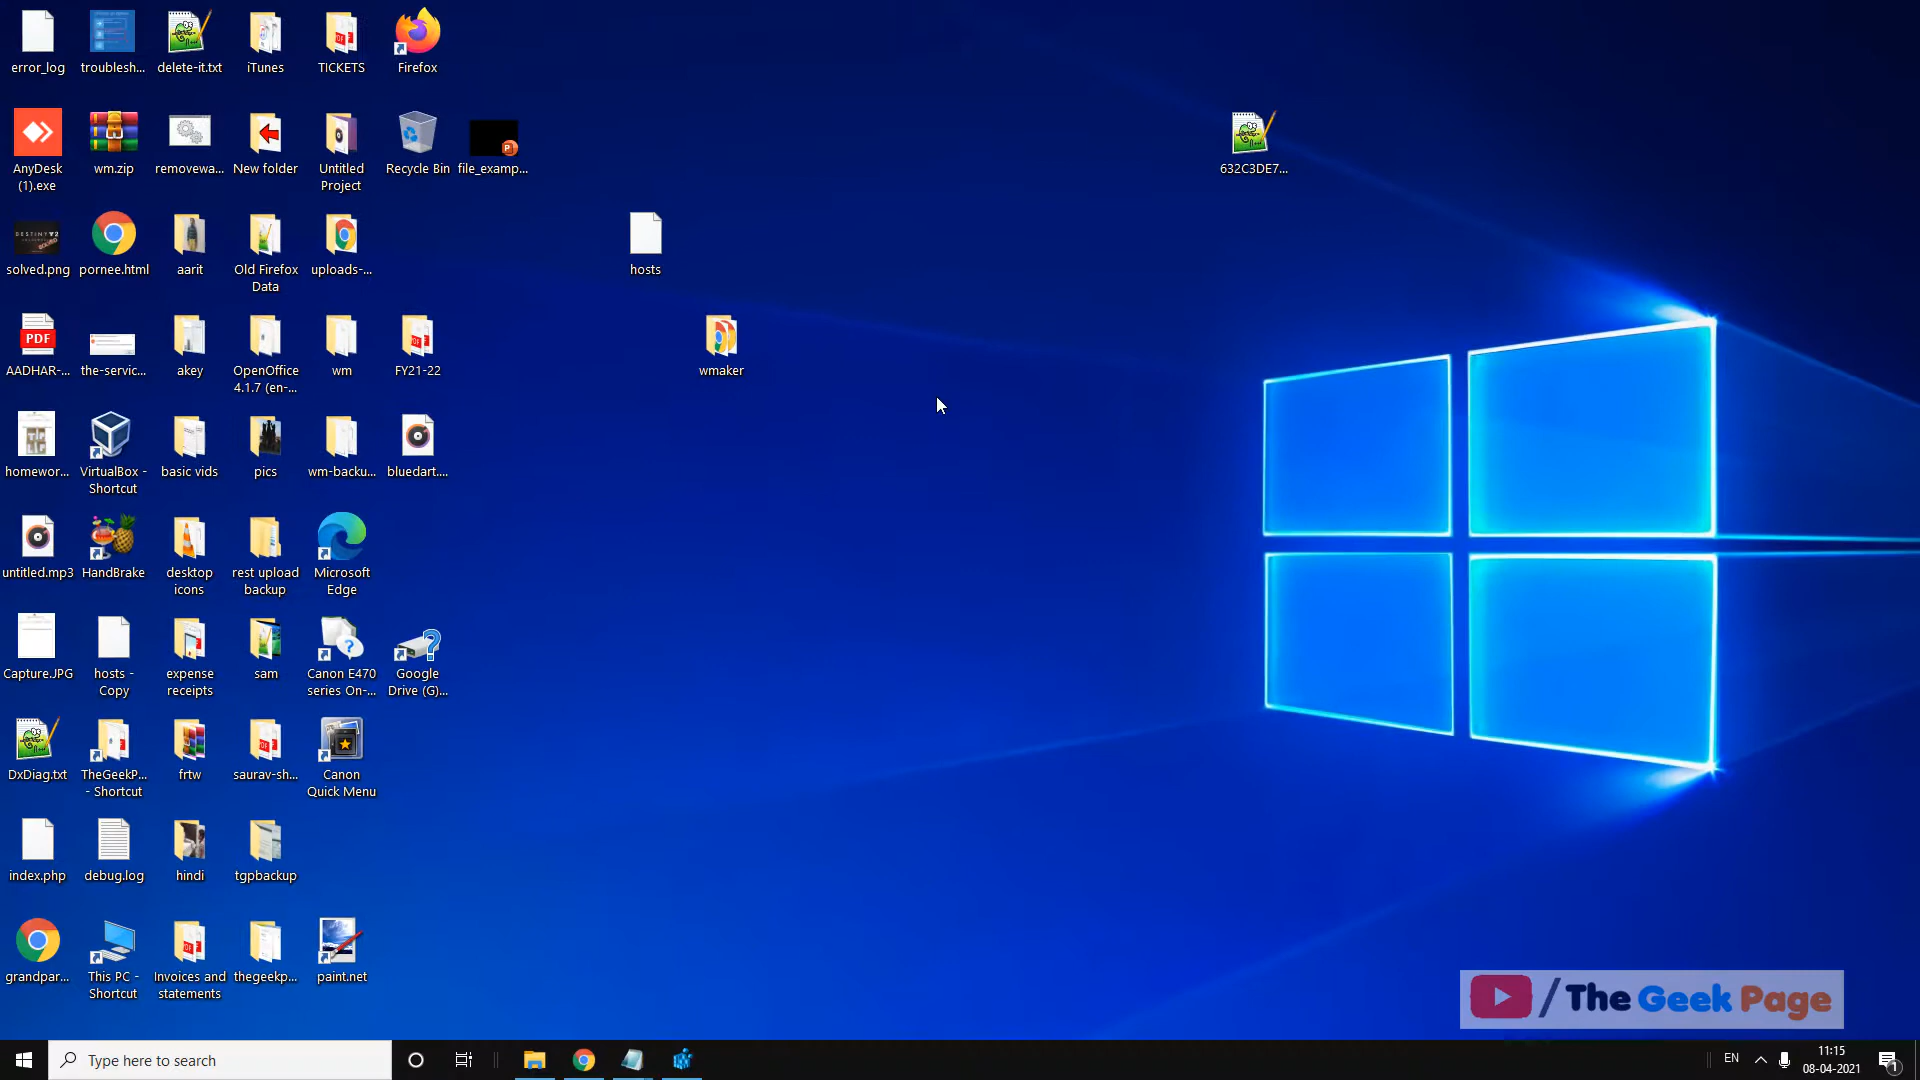 error_log
troublesh...
delete-it.txt
iTunes
TICKETS
Firefox
AnyDesk
(1).exe
wm.zip
removewa...
New folder
Untitled
Project
Recycle Bin
file_examp...
632C3DE7...
DESTINY 2
solved.png
pornee.html
aarit
Old Firefox
Data
uploads-...
hosts
PDF
AADHAR-...
the-servic...
akey
OpenOffice
4.1.7 (en-...
wm
FY21-22
wmaker
homewor...
VirtualBox -
Shortcut
basic vids
pics
wm-backu...
bluedart....
untitled.mp3
HandBrake
desktop
icons
rest upload
backup
Microsoft
Edge
Capture.JPG
hosts -
Copy
expense
receipts
sam
Canon E470
series On-...
Google
Drive (G)...
DxDiag.txt
TheGeekP...
- Shortcut
frtw
saurav-sh...
Canon
Quick Menu
index.php
debug.log
hindi
tgpbackup
grandpar...
This PC -
Shortcut
Invoices and
statements
thegeekp...
paint.net
/The Geek Page
Type here to search
EN
11:15
08-04-2021
1